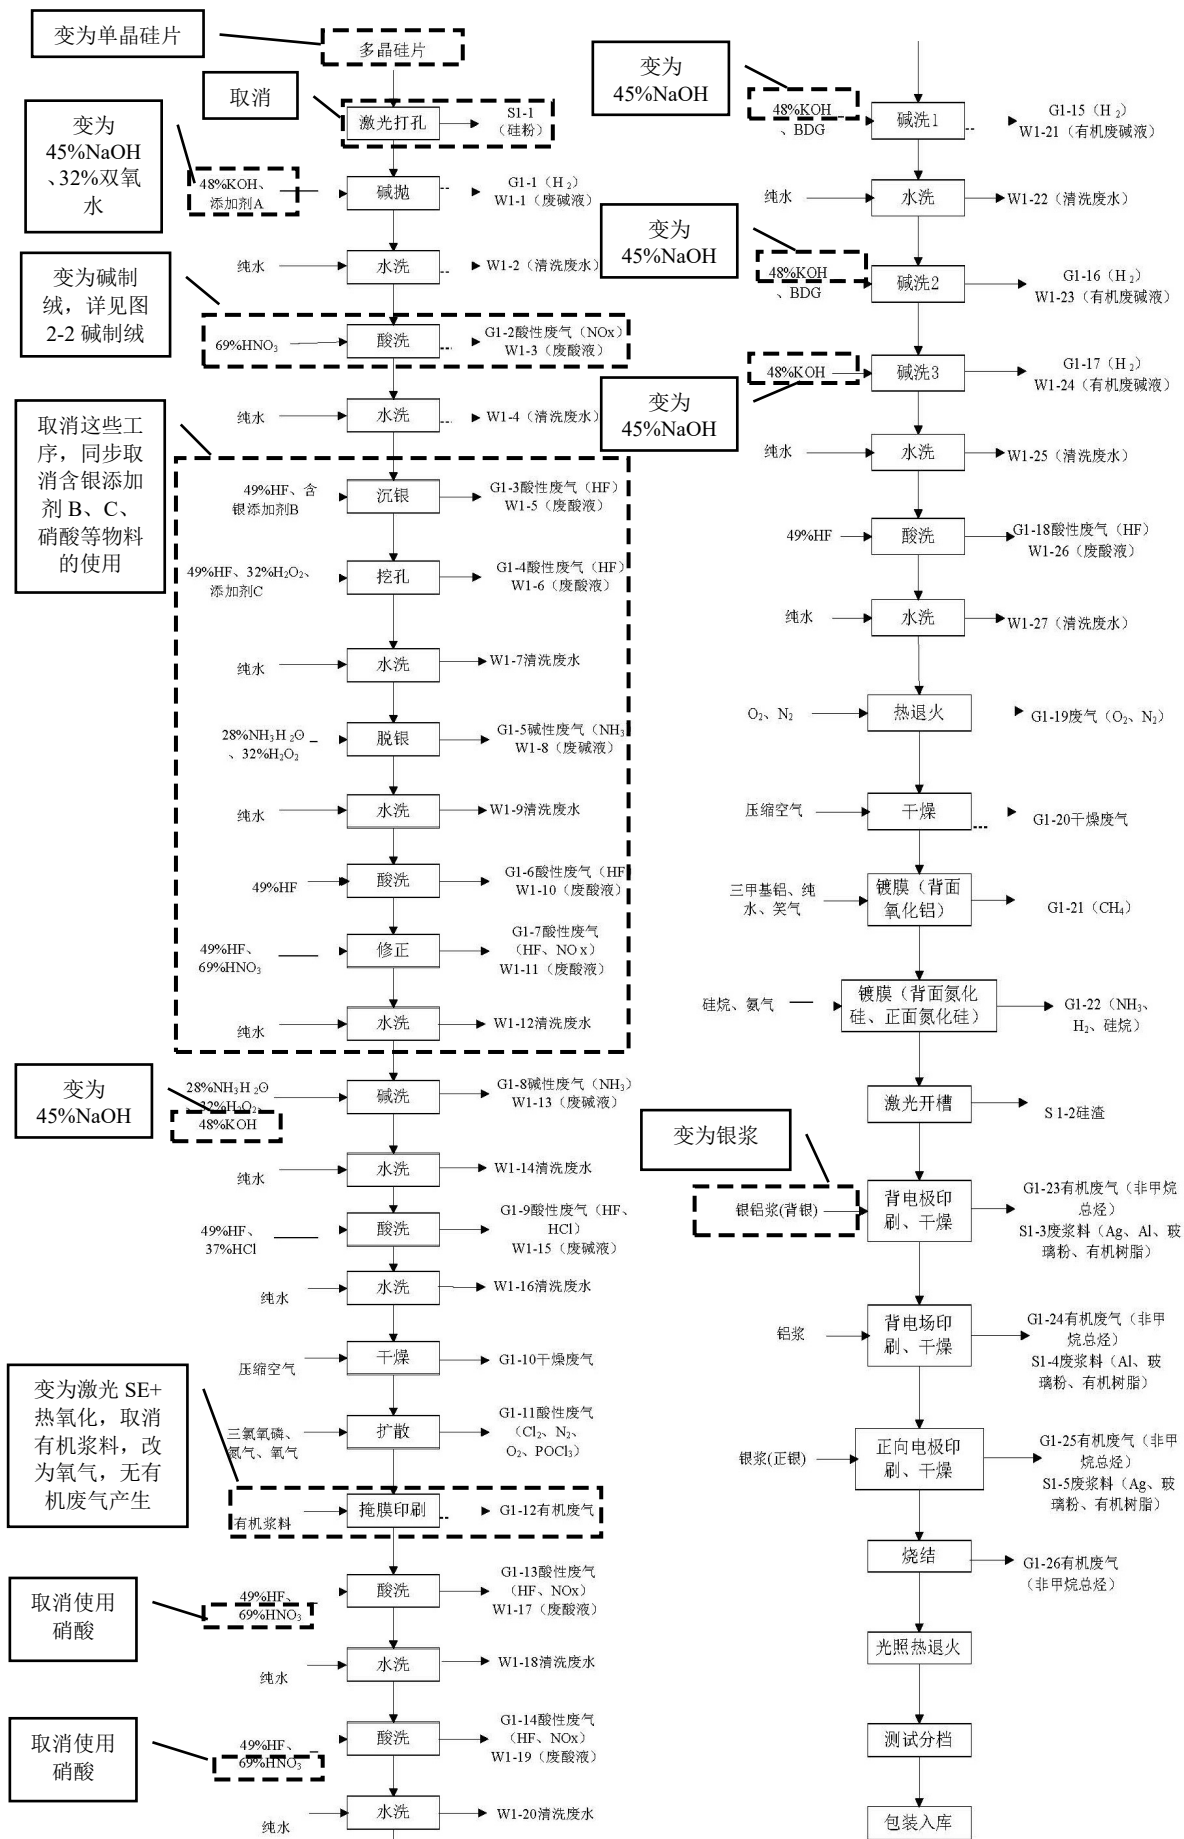 变为单晶硅片
多晶硅片
取消
激光打孔
S1-1
（硅粉）
变为
45%NaOH
、32%双氧
水
48%KOH、
添加剂A
碱抛
G1-1（H₂）
W1-1（废碱液）
纯水
水洗
W1-2（清洗废水）
变为碱制
绒，详见图
2-2 碱制绒
69%HNO₃
酸洗
G1-2酸性废气（NOx）
W1-3（废酸液）
纯水
水洗
W1-4（清洗废水）
取消这些工
序，同步取
消含银添加
剂 B、C、
硝酸等物料
的使用
49%HF、含
银添加剂B
沉银
G1-3酸性废气（HF）
W1-5（废酸液）
49%HF、32%H₂O₂、
添加剂C
挖孔
G1-4酸性废气（HF）
W1-6（废酸液）
纯水
水洗
W1-7清洗废水
28%NH₃H₂O
、32%H₂O₂
脱银
G1-5碱性废气（NH₃
W1-8（废碱液）
纯水
水洗
W1-9清洗废水
49%HF
酸洗
G1-6酸性废气（HF
W1-10（废酸液）
49%HF、
69%HNO₃
修正
G1-7酸性废气
（HF、NOx）
W1-11（废酸液）
纯水
水洗
W1-12清洗废水
变为
45%NaOH
28%NH₃H₂O
、32%H₂O₂、
48%KOH
碱洗
G1-8碱性废气（NH₃）
W1-13（废碱液）
纯水
水洗
W1-14清洗废水
49%HF、
37%HCl
酸洗
G1-9酸性废气（HF、
HCl）
W1-15（废碱液）
纯水
水洗
W1-16清洗废水
压缩空气
干燥
G1-10干燥废气
变为激光 SE+
热氧化，取消
有机浆料，改
为氧气，无有
机废气产生
三氯氧磷、
氮气、氧气
扩散
G1-11酸性废气
（Cl₂、N₂、
O₂、POCl₃）
有机浆料
掩膜印刷
G1-12有机废气
取消使用
硝酸
49%HF、
69%HNO₃
酸洗
G1-13酸性废气
（HF、NOx）
W1-17（废酸液）
纯水
水洗
W1-18清洗废水
取消使用
硝酸
49%HF、
69%HNO₃
酸洗
G1-14酸性废气
（HF、NOx）
W1-19（废酸液）
纯水
水洗
W1-20清洗废水
变为
45%NaOH
48%KOH
、BDG
碱洗1
G1-15（H₂）
W1-21（有机废碱液）
纯水
水洗
W1-22（清洗废水）
变为
45%NaOH
48%KOH
、BDG
碱洗2
G1-16（H₂）
W1-23（有机废碱液）
48%KOH
碱洗3
G1-17（H₂）
W1-24（有机废碱液）
变为
45%NaOH
纯水
水洗
W1-25（清洗废水）
49%HF
酸洗
G1-18酸性废气（HF）
W1-26（废酸液）
纯水
水洗
W1-27（清洗废水）
O₂、N₂
热退火
G1-19废气（O₂、N₂）
压缩空气
干燥
G1-20干燥废气
三甲基铝、纯
水、笑气
镀膜（背面
氧化铝）
G1-21（CH₄）
硅烷、氨气
镀膜（背面氮化
硅、正面氮化硅）
G1-22（NH₃、
H₂、硅烷）
激光开槽
S1-2硅渣
变为银浆
银铝浆(背银)
背电极印
刷、干燥
G1-23有机废气（非甲烷
总烃）
S1-3废浆料（Ag、Al、玻
璃粉、有机树脂）
铝浆
背电场印
刷、干燥
G1-24有机废气（非甲
烷总烃）
S1-4废浆料（Al、玻
璃粉、有机树脂）
银浆(正银)
正向电极印
刷、干燥
G1-25有机废气（非甲
烷总烃）
S1-5废浆料（Ag、玻
璃粉、有机树脂）
烧结
G1-26有机废气
（非甲烷总烃）
光照热退火
测试分档
包装入库